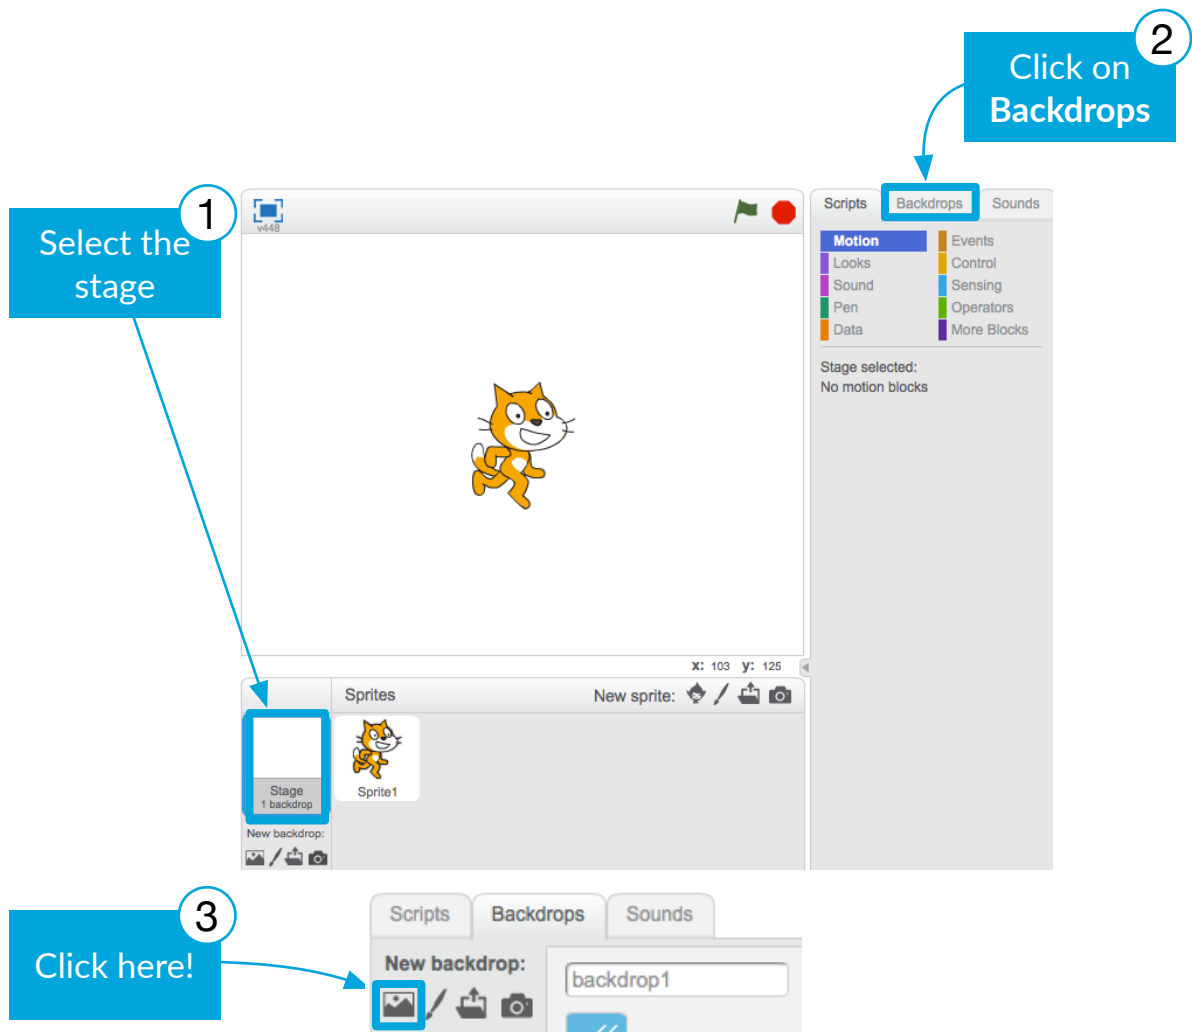 2
Click on
Backdrops
1
Select the
stage
v448
Scripts
Backdrops
Sounds
Motion
Events
Looks
Control
Sound
Sensing
Pen
Operators
Data
More Blocks
Stage selected:
No motion blocks
X: 103 y: 125
Sprites
New sprite:
Stage
1 backdrop
Sprite1
New backdrop:
3
Click here!
Scripts
Backdrops
Sounds
New backdrop:
backdrop1